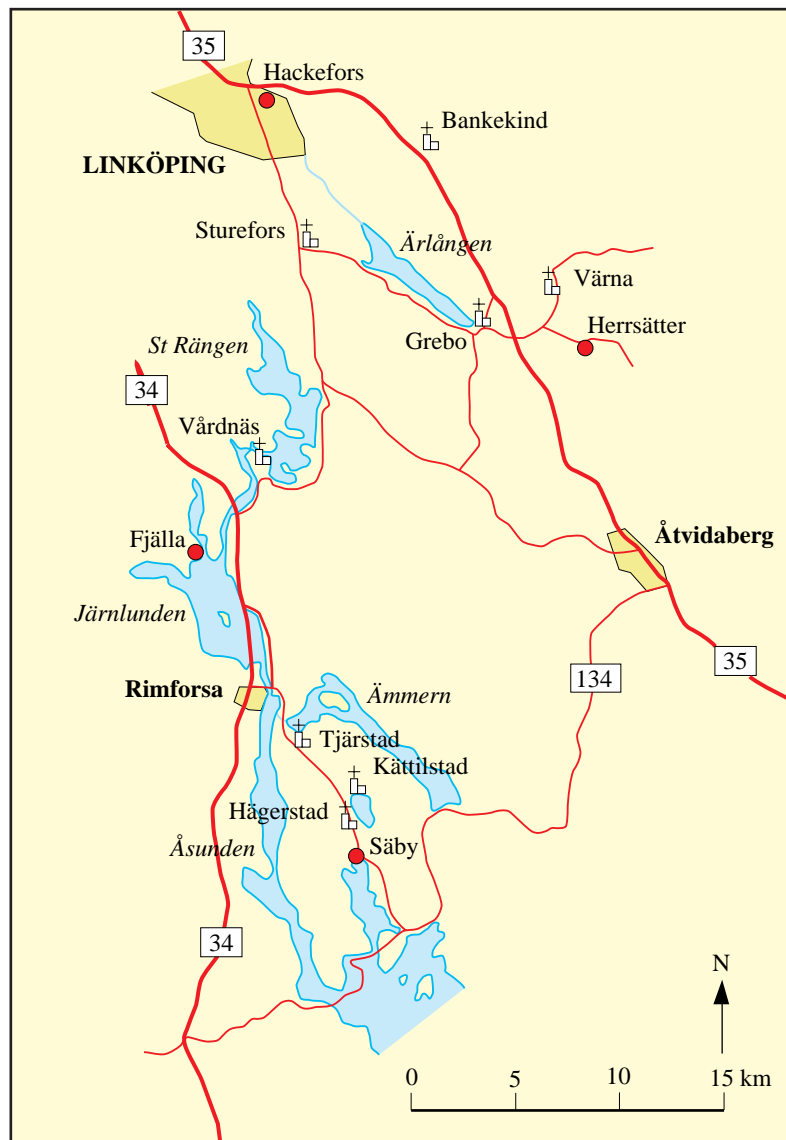 35
Hackefors
Bankekind
LINKÖPING
Sturefors
Ärlången
Värna
Grebo
Herrsätter
St Rängen
34
Vårdnäs
Åtvidaberg
Fjälla
Järnlunden
35
134
Rimforsa
Ämmern
Tjärstad
Kättilstad
Hägerstad
Säby
Åsunden
34
N
0 5 10 15 km